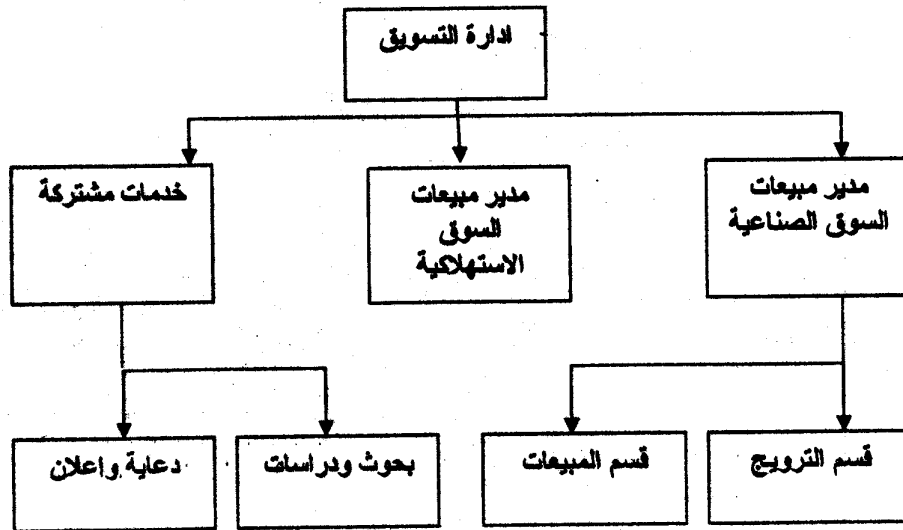 ادارة التسويق
مدير مبيعات
السوق الصناعية
مدير مبيعات
السوق
الاستهلاكية
خدمات مشتركة
قسم الترويج
قسم المبيعات
بحوث ودراسات
دعاية واعلان